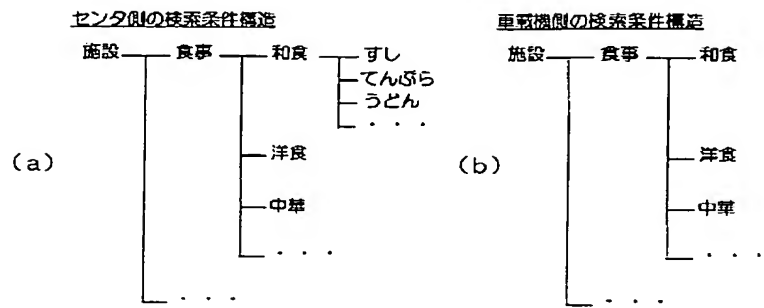 センタ側の検索条件構造
施設 食事 和食 すし
てんぷら
うどん
・・・
(a)
洋食
中華
・・・
・・・
車載機側の検索条件構造
施設 食事 和食
(b)
洋食
中華
・・・
・・・